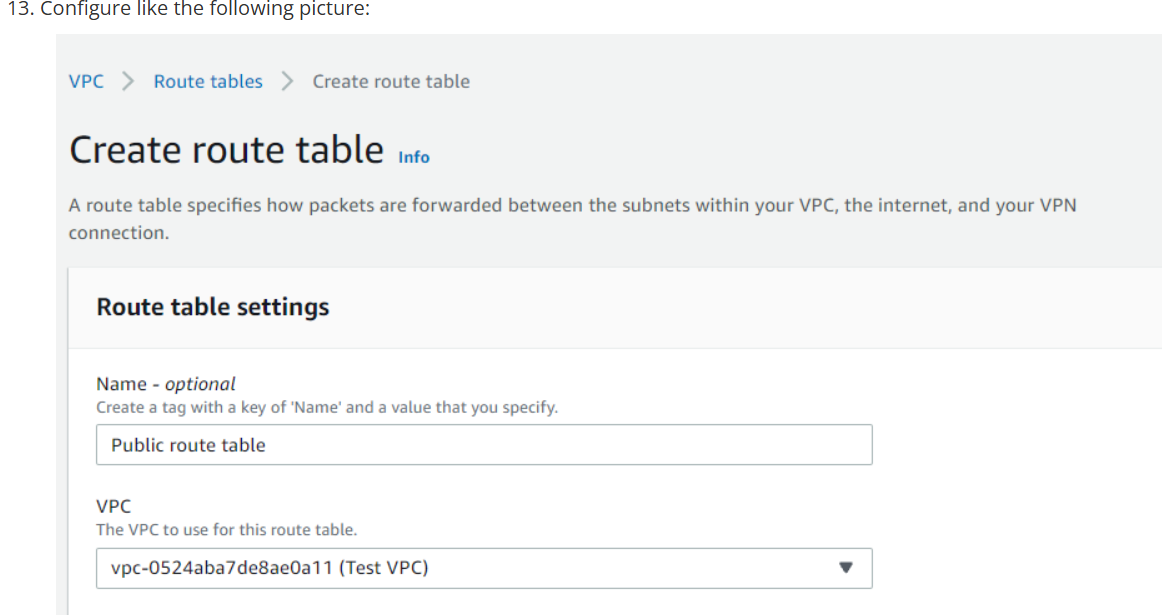 13. Configure like the following picture:
VPC > Route tables > Create route table
Create route table Info
A route table specifies how packets are forwarded between the subnets within your VPC, the internet, and your VPN
connection.
Route table settings
Name - optional
Create a tag with a key of 'Name' and a value that you specify.
Public route table
VPC
The VPC to use for this route table.
vpc-0524aba7de8ae0a11 (Test VPC)